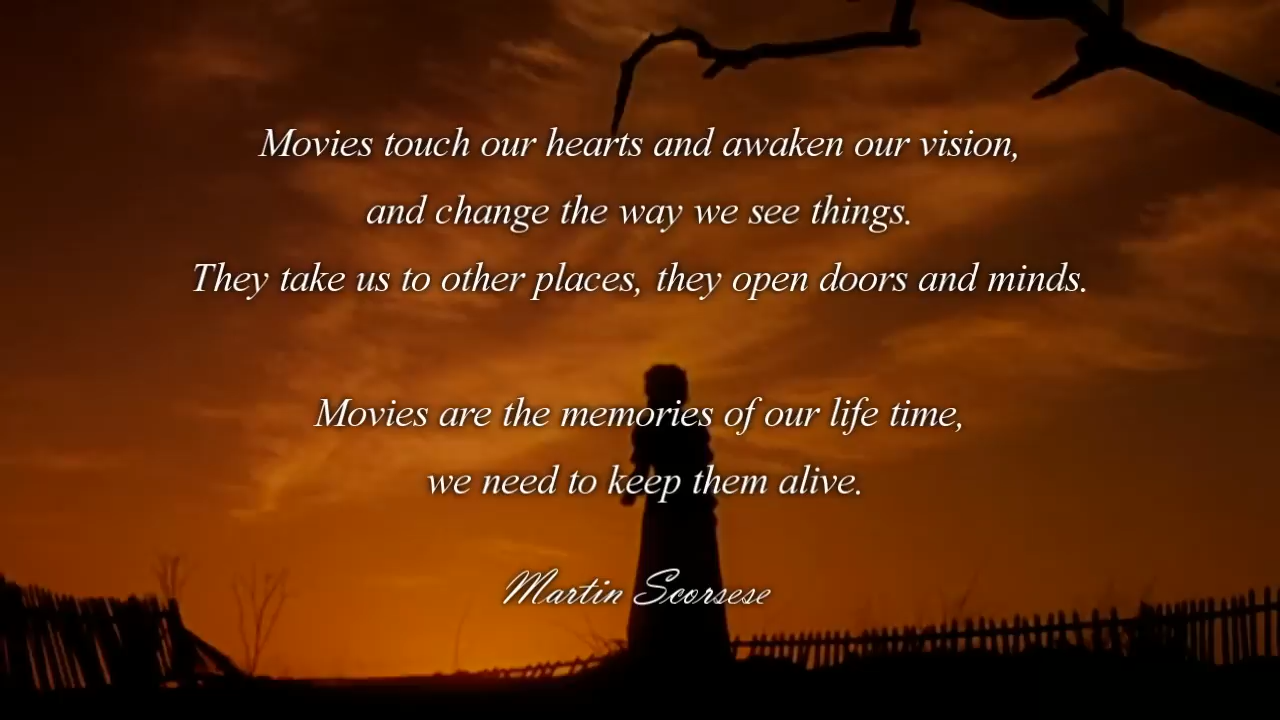 Movies touch our hearts and awaken our vision,
and change the way we see things.
They take us to other places, they open doors and minds.
Movies are the memories of our life time,
we need to keep them alive.
Martin Scorsese